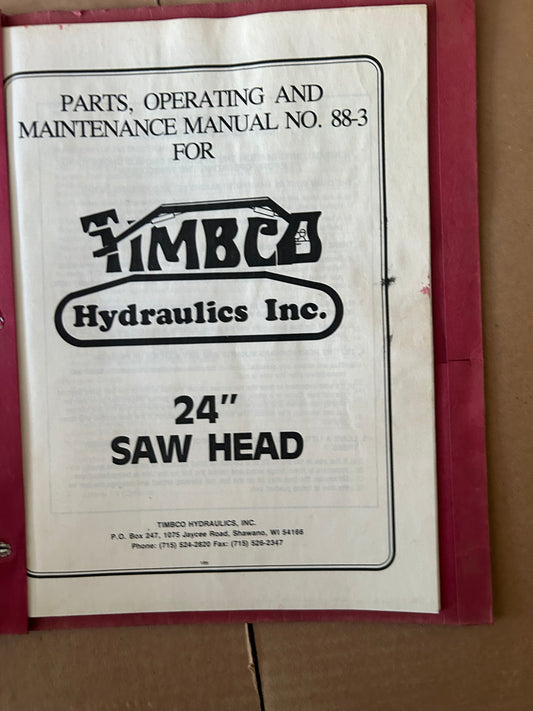 PARTS, OPERATING AND
MAINTENANCE MANUAL NO. 88-3
FOR
TIMBCO
Hydraulics Inc.
24"
SAW HEAD
TIMBCO HYDRAULICS, INC.
P.O. Box 247, 1075 Jaycee Road, Shawano, WI 54166
Phone: (715) 524-2820 Fax: (715) 526-2347